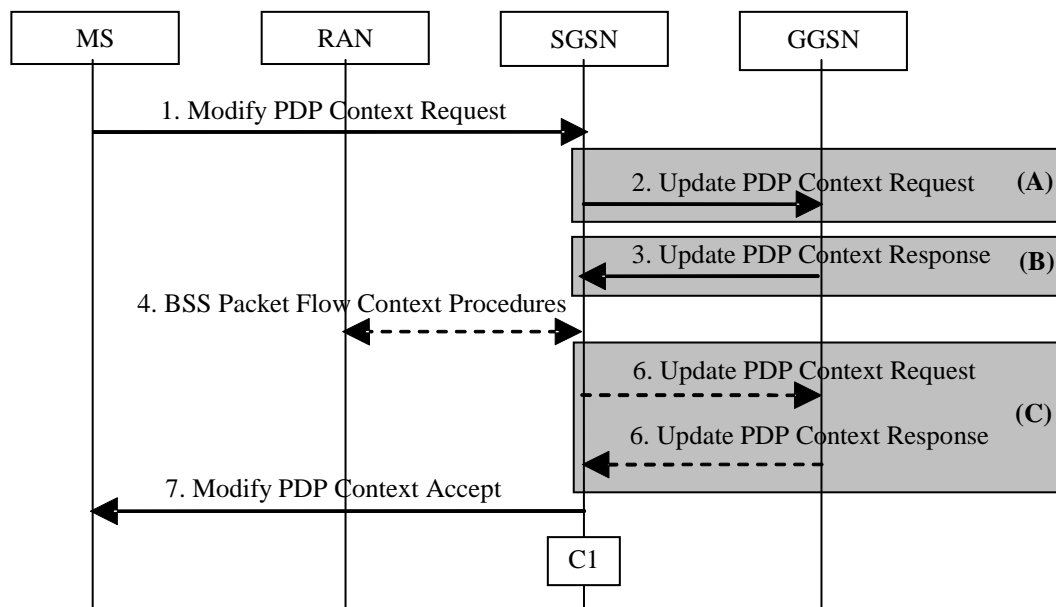 MS
RAN
SGSN
GGSN
1. Modify PDP Context Request
2. Update PDP Context Request
(A)
3. Update PDP Context Response
(B)
4. BSS Packet Flow Context Procedures
6. Update PDP Context Request
(C)
6. Update PDP Context Response
7. Modify PDP Context Accept
C1